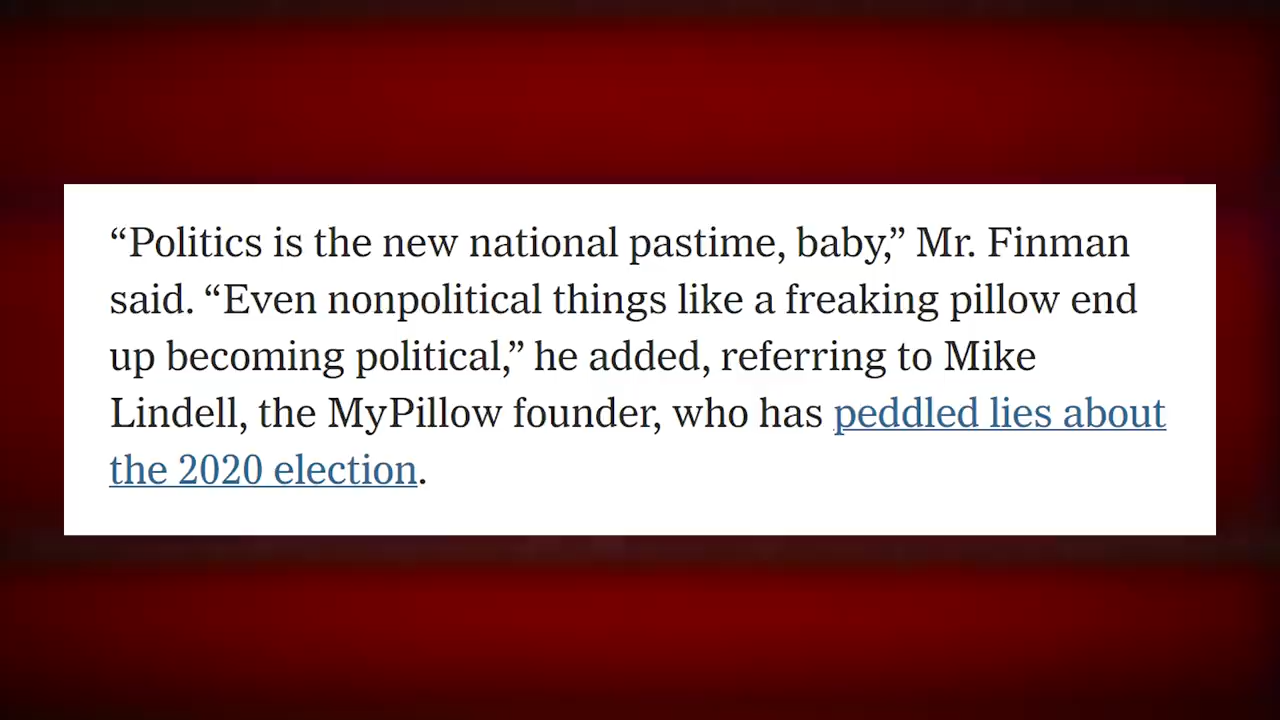 “Politics is the new national pastime, baby,” Mr. Finman
said. “Even nonpolitical things like a freaking pillow end
up becoming political,” he added, referring to Mike
Lindell, the MyPillow founder, who has peddled lies about
the 2020 election.